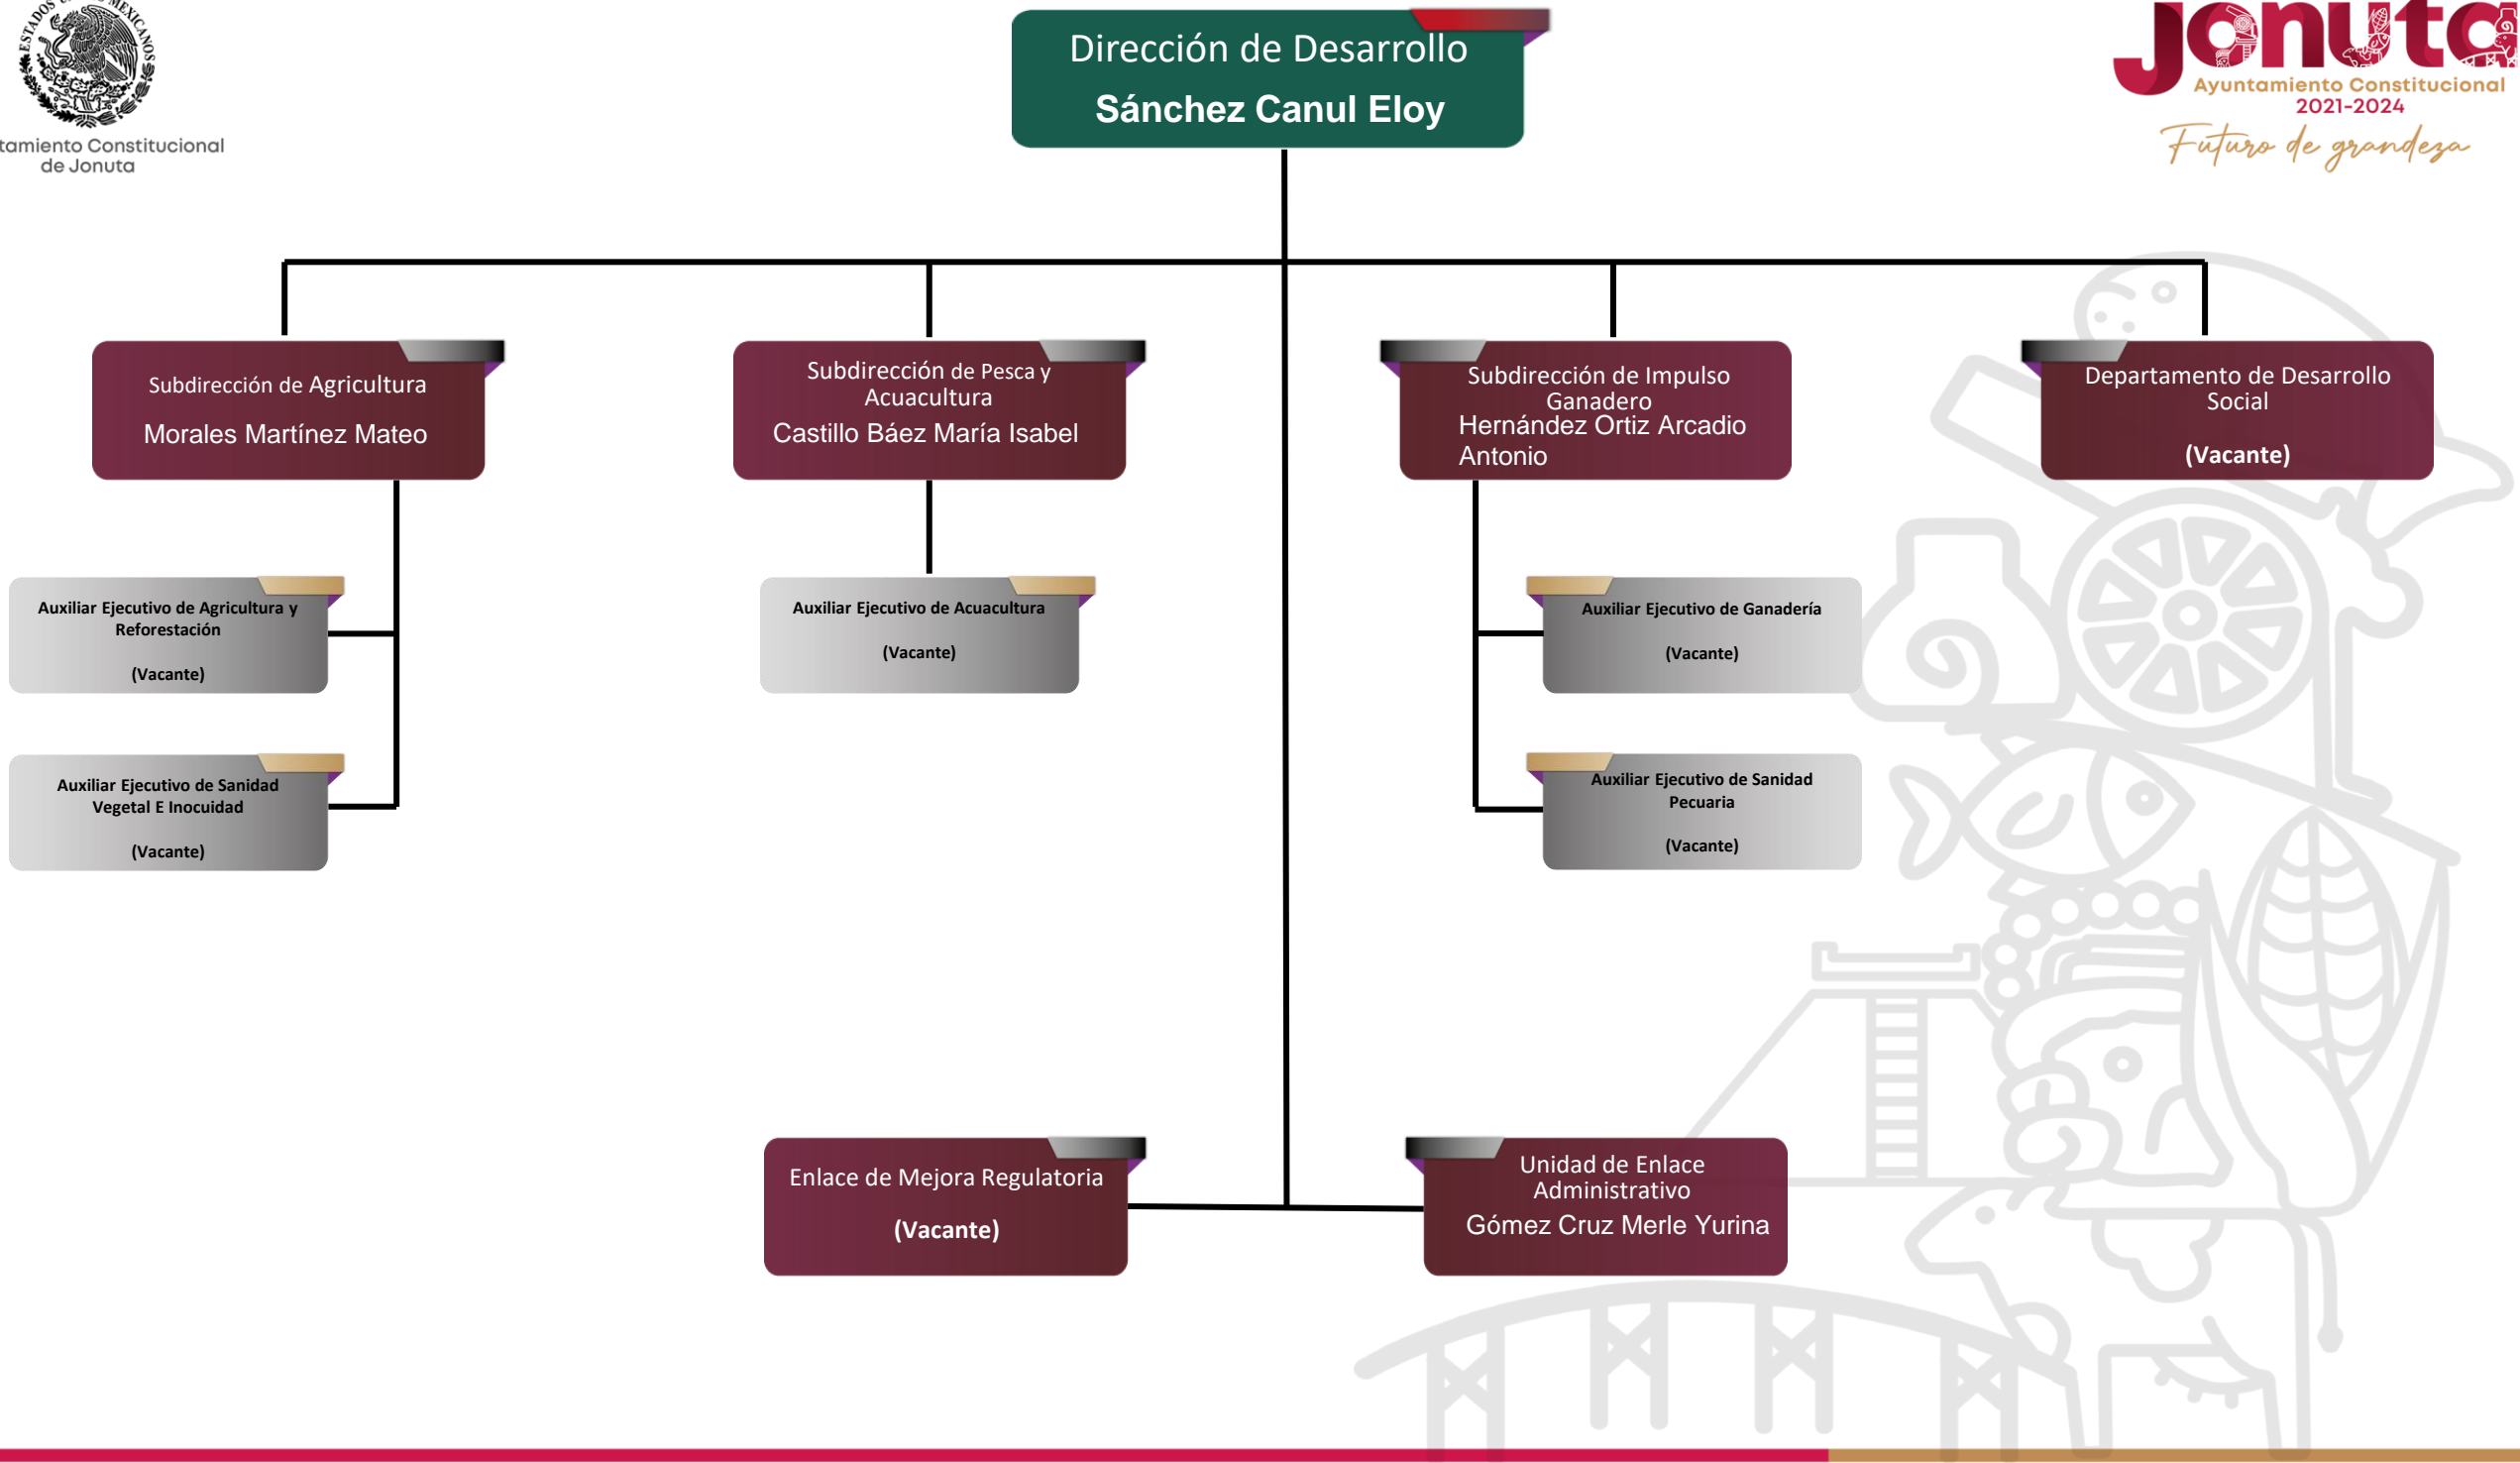 ESTADOS UNIDOS MEXICANOS
tamiento Constitucional
de Jonuta
Dirección de Desarrollo
Sánchez Canul Eloy
Jonuta
Ayuntamiento Constitucional
2021-2024
Futuro de grandeza
Subdirección de Agricultura
Morales Martínez Mateo
Subdirección de Pesca y
Acuacultura
Castillo Báez María Isabel
Subdirección de Impulso
Ganadero
Hernández Ortiz Arcadio
Antonio
Departamento de Desarrollo
Social
(Vacante)
Auxiliar Ejecutivo de Agricultura y
Reforestación
(Vacante)
Auxiliar Ejecutivo de Acuacultura
(Vacante)
Auxiliar Ejecutivo de Ganadería
(Vacante)
Auxiliar Ejecutivo de Sanidad
Vegetal E Inocuidad
(Vacante)
Auxiliar Ejecutivo de Sanidad
Pecuaria
(Vacante)
Enlace de Mejora Regulatoria
(Vacante)
Unidad de Enlace
Administrativo
Gómez Cruz Merle Yurina